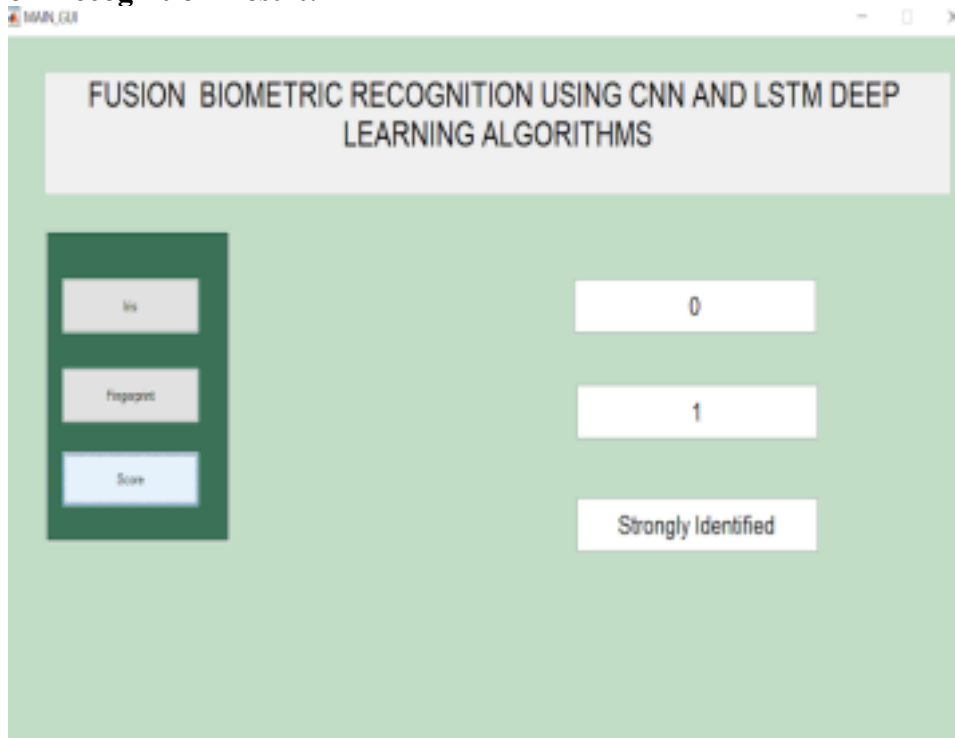 MAIN_GUI
FUSION BIOMETRIC RECOGNITION USING CNN AND LSTM DEEP
LEARNING ALGORITHMS
Iris
0
Fingerprint
1
Score
Strongly Identified